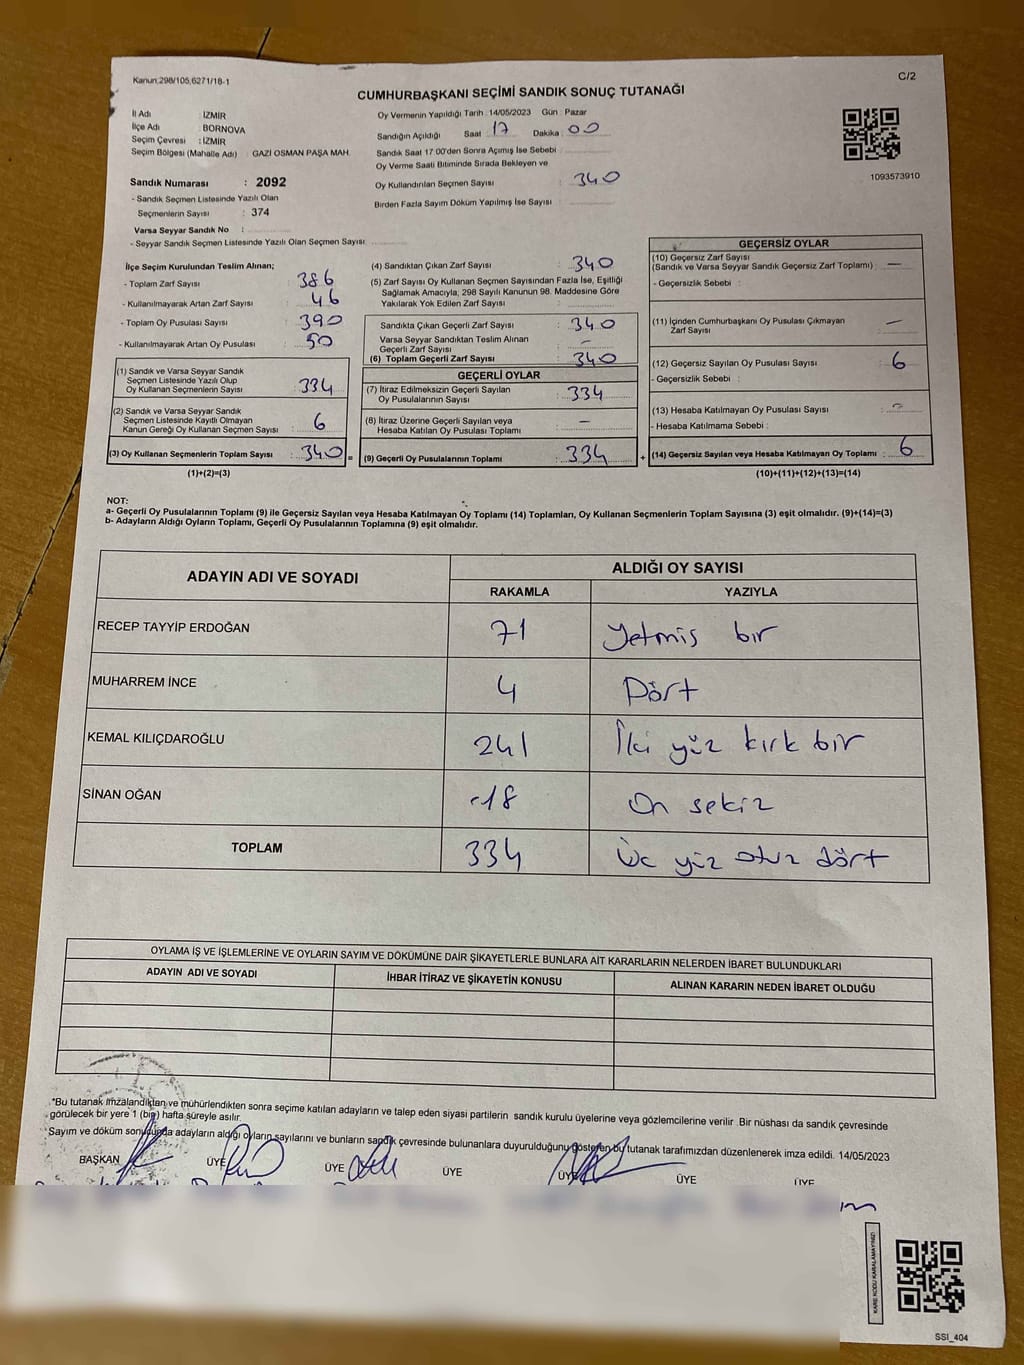 Kanun:298/105,6271/18-1
C/2
CUMHURBAŞKANI SEÇİMİ SANDIK SONUÇ TUTANAĞI
İl Adı : İZMİR
İlçe Adı : BORNOVA
Seçim Çevresi : İZMİR
Seçim Bölgesi (Mahalle Adı) : GAZİ OSMAN PAŞA MAH.
Sandık Numarası : 2092
- Sandık Seçmen Listesinde Yazılı Olan
Seçmenlerin Sayısı : 374
Varsa Seyyar Sandık No :
- Seyyar Sandık Seçmen Listesinde Yazılı Olan Seçmen Sayısı
Oy Vermenin Yapıldığı Tarih : 14/05/2023 Gün : Pazar
Sandığın Açıldığı Saat : 17 Dakika : 00
Sandık Saat 17:00'den Sonra Açımış İse Sebebi :
Oy Verme Saati Bitiminde Sırada Bekleyen ve
Oy Kullandırılan Seçmen Sayısı : 340
Birden Fazla Sayım Döküm Yapılmış İse Sayısı :
1093573910
İlçe Seçim Kurulundan Teslim Alınan;
- Toplam Zarf Sayısı : 386
- Kullanılmayarak Artan Zarf Sayısı : 46
- Toplam Oy Pusulası Sayısı : 390
- Kullanılmayarak Artan Oy Pusulası : 50
(1) Sandık ve Varsa Seyyar Sandık
Seçmen Listesinde Yazılı Olup
Oy Kullanan Seçmenlerin Sayısı : 334
(2) Sandık ve Varsa Seyyar Sandık
Seçmen Listesinde Kayıtlı Olmayan
Kanun Gereği Oy Kullanan Seçmen Sayısı : 6
(3) Oy Kullanan Seçmenlerin Toplam Sayısı : 340 =
(1)+(2)=(3)
(4) Sandıktan Çıkan Zarf Sayısı : 340
(5) Zarf Sayısı Oy Kullanan Seçmen Sayısından Fazla İse, Eşitliği
Sağlamak Amacıyla; 298 Sayılı Kanunun 98. Maddesine Göre
Yakılarak Yok Edilen Zarf Sayısı :
Sandıkta Çıkan Geçerli Zarf Sayısı : 340
Varsa Seyyar Sandıktan Teslim Alınan
Geçerli Zarf Sayısı : -
(6) Toplam Geçerli Zarf Sayısı : 340
GEÇERLİ OYLAR
(7) İtiraz Edilmeksizin Geçerli Sayılan
Oy Pusulalarının Sayısı : 334
(8) İtiraz Üzerine Geçerli Sayılan veya
Hesaba Katılan Oy Pusulası Toplamı : -
(9) Geçerli Oy Pusulalarının Toplamı : 334 +
GEÇERSİZ OYLAR
(10) Geçersiz Zarf Sayısı
(Sandık ve Varsa Seyyar Sandık Geçersiz Zarf Toplamı) : -
- Geçersizlik Sebebi :
(11) İçinden Cumhurbaşkanı Oy Pusulası Çıkmayan
Zarf Sayısı : -
(12) Geçersiz Sayılan Oy Pusulası Sayısı : 6
- Geçersizlik Sebebi :
(13) Hesaba Katılmayan Oy Pusulası Sayısı : -
- Hesaba Katılmama Sebebi :
(14) Geçersiz Sayılan veya Hesaba Katılmayan Oy Toplamı : 6
(10)+(11)+(12)+(13)=(14)
NOT:
a- Geçerli Oy Pusulalarının Toplamı (9) ile Geçersiz Sayılan veya Hesaba Katılmayan Oy Toplamı (14) Toplamları, Oy Kullanan Seçmenlerin Toplam Sayısına (3) eşit olmalıdır. (9)+(14)=(3)
b- Adayların Aldığı Oyların Toplamı, Geçerli Oy Pusulalarının Toplamına (9) eşit olmalıdır.
ADAYIN ADI VE SOYADI ALDIĞI OY SAYISI
RAKAMLA YAZIYLA
RECEP TAYYİP ERDOĞAN 71 Yetmiş bir
MUHARREM İNCE 4 Dört
KEMAL KILIÇDAROĞLU 241 İki yüz kırk bir
SİNAN OĞAN 18 On sekiz
TOPLAM 334 Üç yüz otuz dört
OYLAMA İŞ VE İŞLEMLERİNE VE OYLARIN SAYIM VE DÖKÜMÜNE DAİR ŞİKAYETLERLE BUNLARA AİT KARARLARIN NELERDEN İBARET BULUNDUKLARI
ADAYIN ADI VE SOYADI İHBAR İTİRAZ VE ŞİKAYETİN KONUSU ALINAN KARARIN NEDEN İBARET OLDUĞU
*Bu tutanak imzalandıktan ve mühürlendikten sonra seçime katılan adayların ve talep eden siyasi partilerin sandık kurulu üyelerine veya gözlemcilerine verilir. Bir nüshası da sandık çevresinde
görülecek bir yere 1 (bir) hafta süreyle asılır.
Sayım ve döküm sonucunda adayların aldığı oyların sayılarını ve bunların sandık çevresinde bulunanlara duyurulduğunu gösteren bu tutanak tarafımızdan düzenlenerek imza edildi. 14/05/2023
BAŞKAN ÜYE ÜYE ÜYE ÜYE ÜYE ÜYE
KARE KODU KARALAMAYINIZ!
SSİ_404